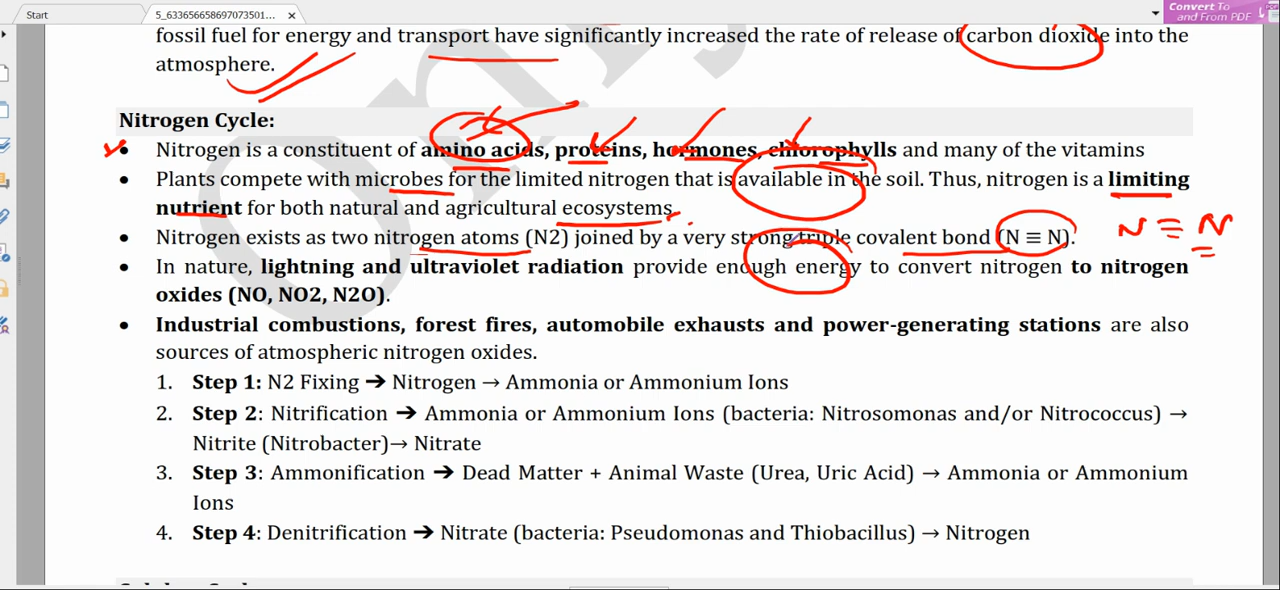 Start
5_633656658697073501...
Convert To
and From PDF
fossil fuel for energy and transport have significantly increased the rate of release of carbon dioxide into the
atmosphere.
Nitrogen Cycle:
• Nitrogen is a constituent of amino acids, proteins, hormones, chlorophylls and many of the vitamins
• Plants compete with microbes for the limited nitrogen that is available in the soil. Thus, nitrogen is a limiting
nutrient for both natural and agricultural ecosystems.
N ≡ N
• Nitrogen exists as two nitrogen atoms (N2) joined by a very strong triple covalent bond (N ≡ N).
• In nature, lightning and ultraviolet radiation provide enough energy to convert nitrogen to nitrogen
oxides (NO, NO2, N2O).
• Industrial combustions, forest fires, automobile exhausts and power-generating stations are also
sources of atmospheric nitrogen oxides.
1. Step 1: N2 Fixing ➔ Nitrogen → Ammonia or Ammonium Ions
2. Step 2: Nitrification ➔ Ammonia or Ammonium Ions (bacteria: Nitrosomonas and/or Nitrococcus) →
Nitrite (Nitrobacter)→ Nitrate
3. Step 3: Ammonification ➔ Dead Matter + Animal Waste (Urea, Uric Acid) → Ammonia or Ammonium
Ions
4. Step 4: Denitrification ➔ Nitrate (bacteria: Pseudomonas and Thiobacillus) → Nitrogen